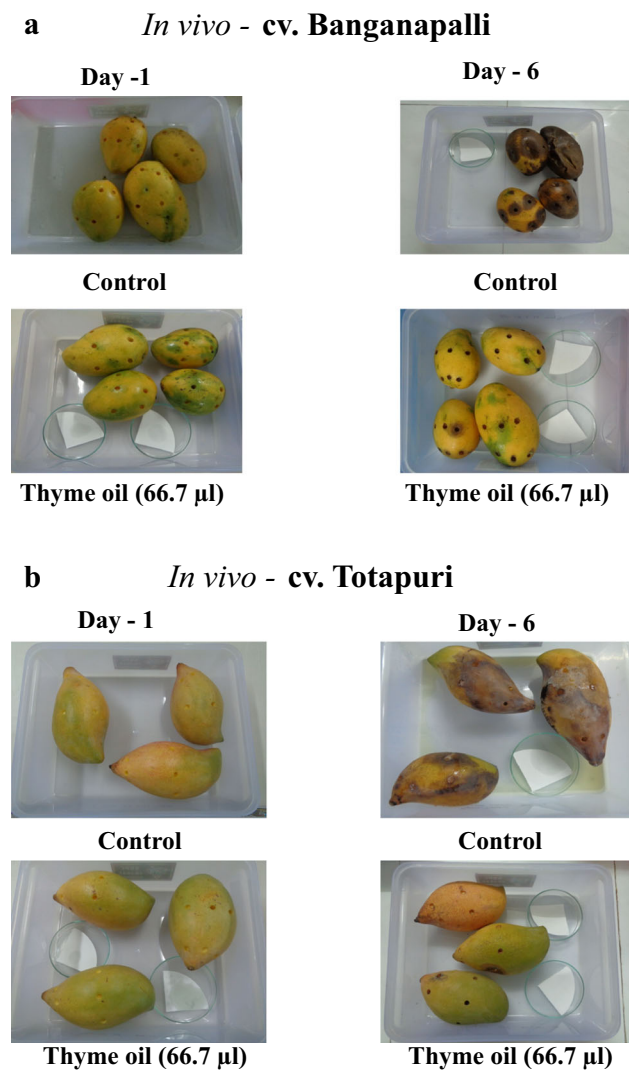 a In vivo - cv. Banganapalli
Day -1
Day - 6
Control
Control
Thyme oil (66.7 µl)
Thyme oil (66.7 µl)
b In vivo - cv. Totapuri
Day - 1
Day - 6
Control
Control
Thyme oil (66.7 µl)
Thyme oil (66.7 µl)